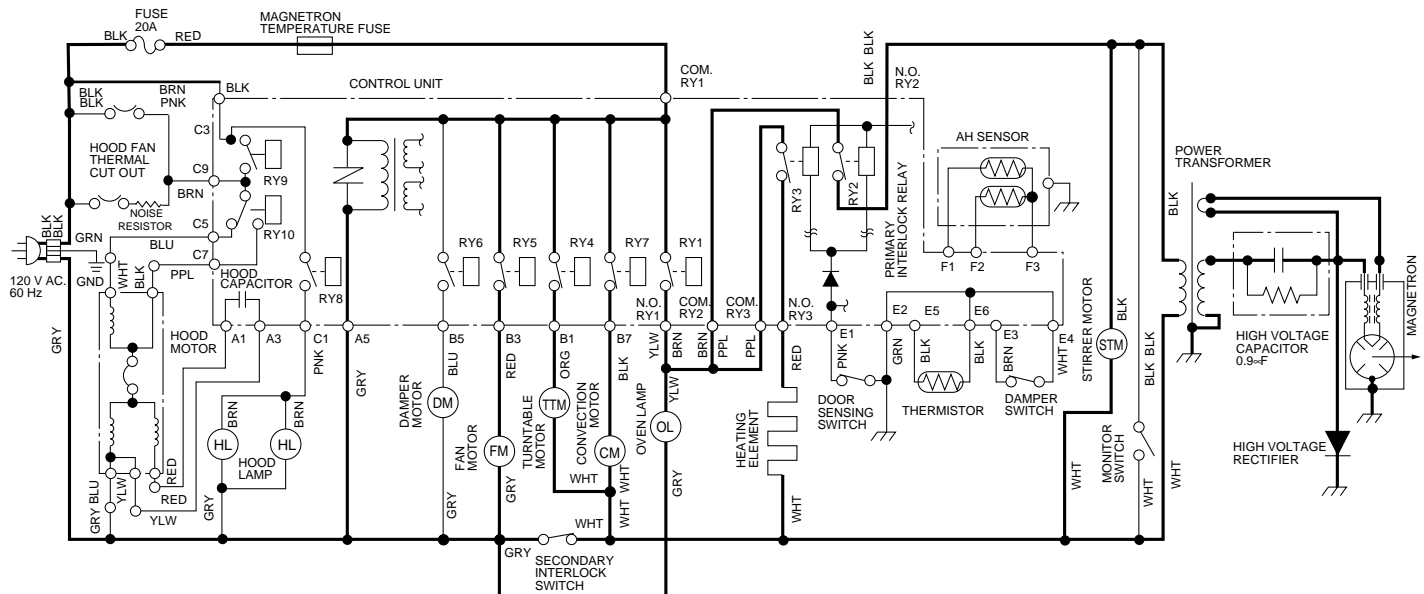 FUSE
20A
BLK
RED
MAGNETRON
TEMPERATURE FUSE
BLK BLK
COM.
RY1
N.O.
RY2
BLK
BLK
BRN
PNK
BLK
CONTROL UNIT
HOOD FAN
THERMAL
CUT OUT
C3
C9
BRN
RY9
NOISE
RESISTOR
C5
RY10
BLK
BLK
GRN
BLU
C7
PPL
GND
WHT
BLK
120 V AC.
60 Hz
GRY
HOOD
CAPACITOR
HOOD
MOTOR
A1
A3
C1
RY8
A5
RY6
RY5
RY4
RY7
RY1
RY3
RY2
PRIMARY
INTERLOCK RELAY
AH SENSOR
F1
F2
F3
POWER
TRANSFORMER
BLK
N.O.
RY1
COM.
RY2
COM.
RY3
N.O.
RY3
B5
B3
B1
B7
E1
E2
E5
E6
E3
E4
PNK
GRY
BLU
RED
ORG
BLK
YLW
BRN
BRN
PPL
PPL
RED
PNK
GRN
BLK
BLK
BRN
WHT
YLW
DAMPER
MOTOR
DM
FAN
MOTOR
FM
TURNTABLE
MOTOR
TTM
CONVECTION
MOTOR
CM
OVEN LAMP
OL
HEATING
ELEMENT
DOOR
SENSING
SWITCH
THERMISTOR
DAMPER
SWITCH
STIRRER MOTOR
BLK
STM
BLK BLK
MONITOR
SWITCH
HIGH VOLTAGE
CAPACITOR
0.9∝F
MAGNETRON
HIGH VOLTAGE
RECTIFIER
BRN
BRN
HL
HL
HOOD
LAMP
RED
RED
YLW
YLW
BLU
GRY
GRY
GRY
GRY
WHT
WHT
WHT
WHT
GRY
WHT
WHT
WHT
WHT
GRY
SECONDARY
INTERLOCK
SWITCH